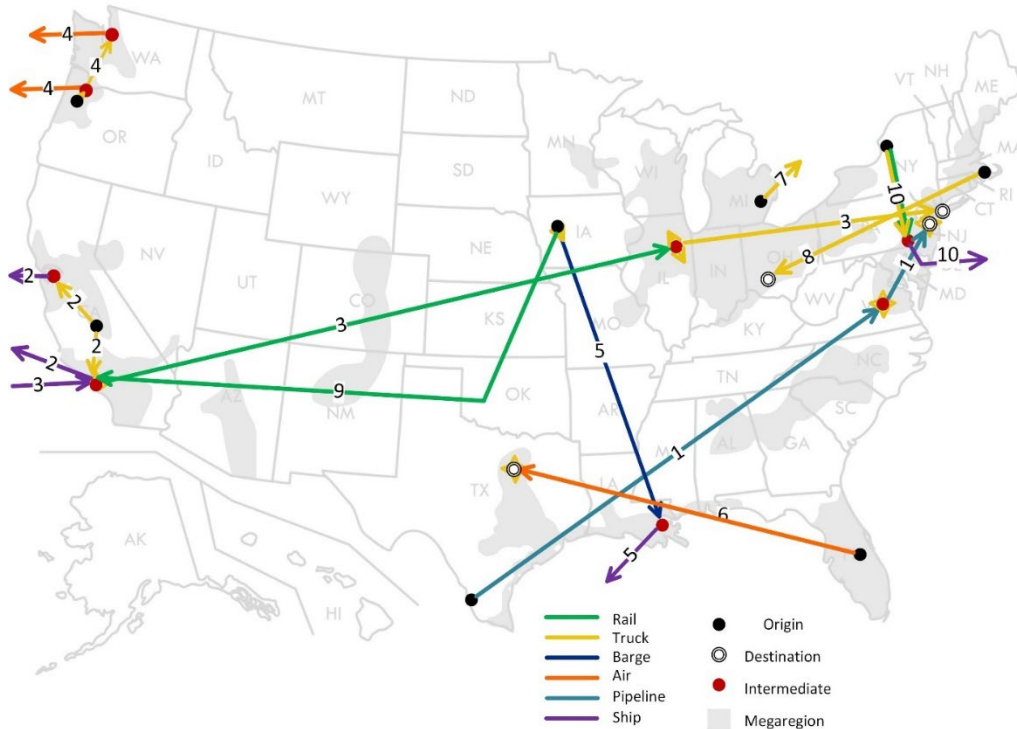 4
WA
4
4
OR
MT
ID
WY
ND
SD
MN
WI
MI
7
VT
NH
ME
NY
MA
RI
CT
10
NJ
3
PA
8
OH
10
MD
1
WV
IA
NE
IL
IN
NV
UT
CO
KS
MO
KY
2
2
2
2
3
3
9
5
AZ
NM
OK
AR
TN
NC
SC
AL
GA
1
TX
LA
6
5
AK
HI
Rail
Truck
Barge
Air
Pipeline
Ship
Origin
Destination
Intermediate
Megaregion